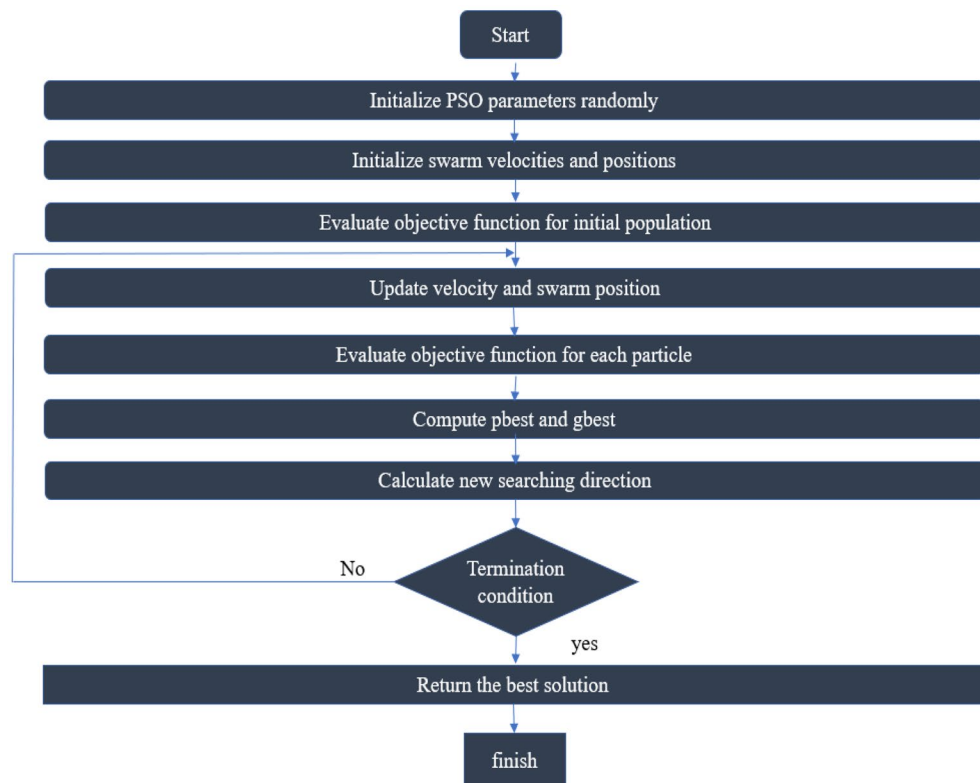 Start
Initialize PSO parameters randomly
Initialize swarm velocities and positions
Evaluate objective function for initial population
Update velocity and swarm position
Evaluate objective function for each particle
Compute pbest and gbest
Calculate new searching direction
No
Termination
condition
yes
Return the best solution
finish